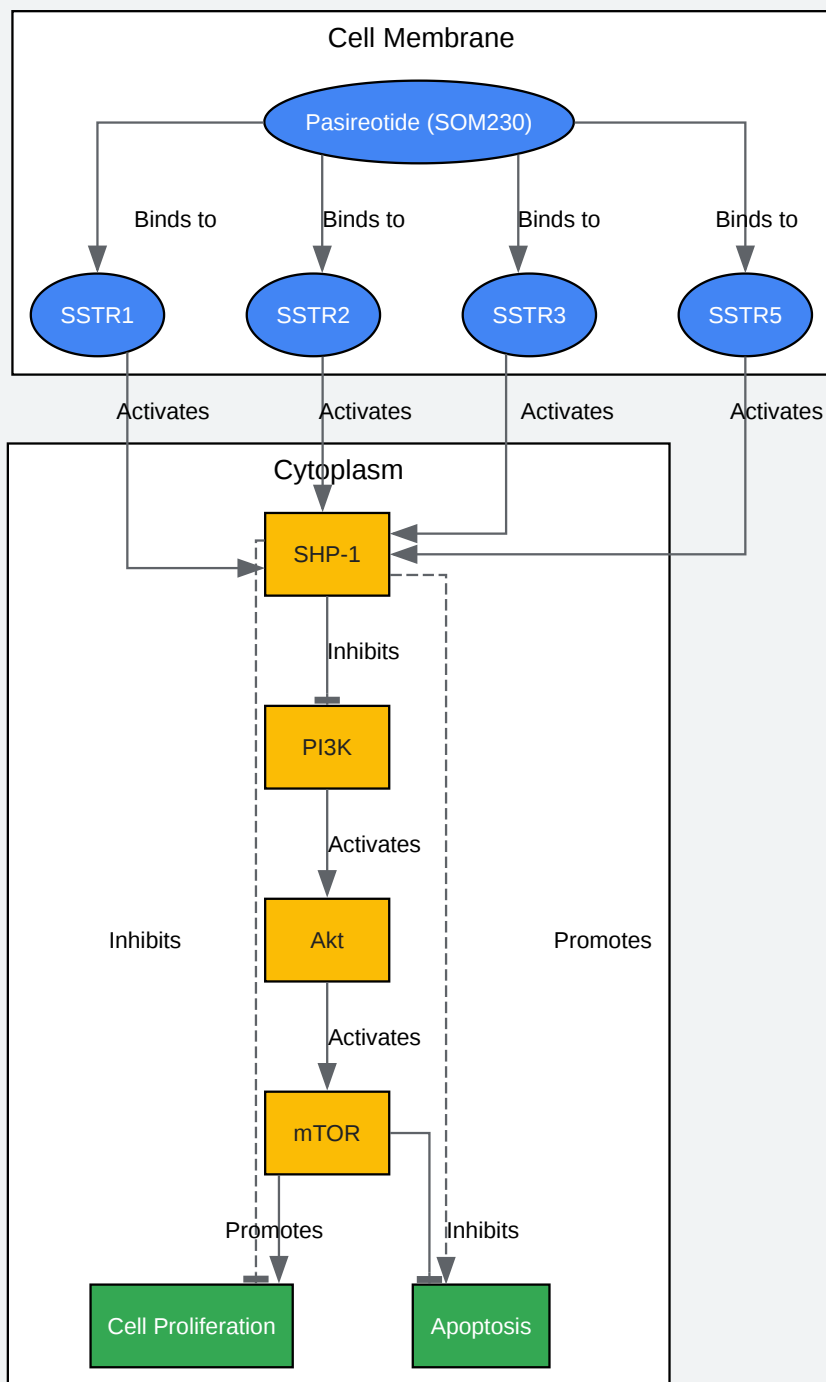 Cell Membrane
Pasireotide (SOM230)
Binds to
Binds to
Binds to
Binds to
SSTR1
SSTR2
SSTR3
SSTR5
Activates
Activates
Activates
Activates
Cytoplasm
SHP-1
Inhibits
PI3K
Activates
Akt
Inhibits
Promotes
Activates
mTOR
Promotes
Inhibits
Cell Proliferation
Apoptosis